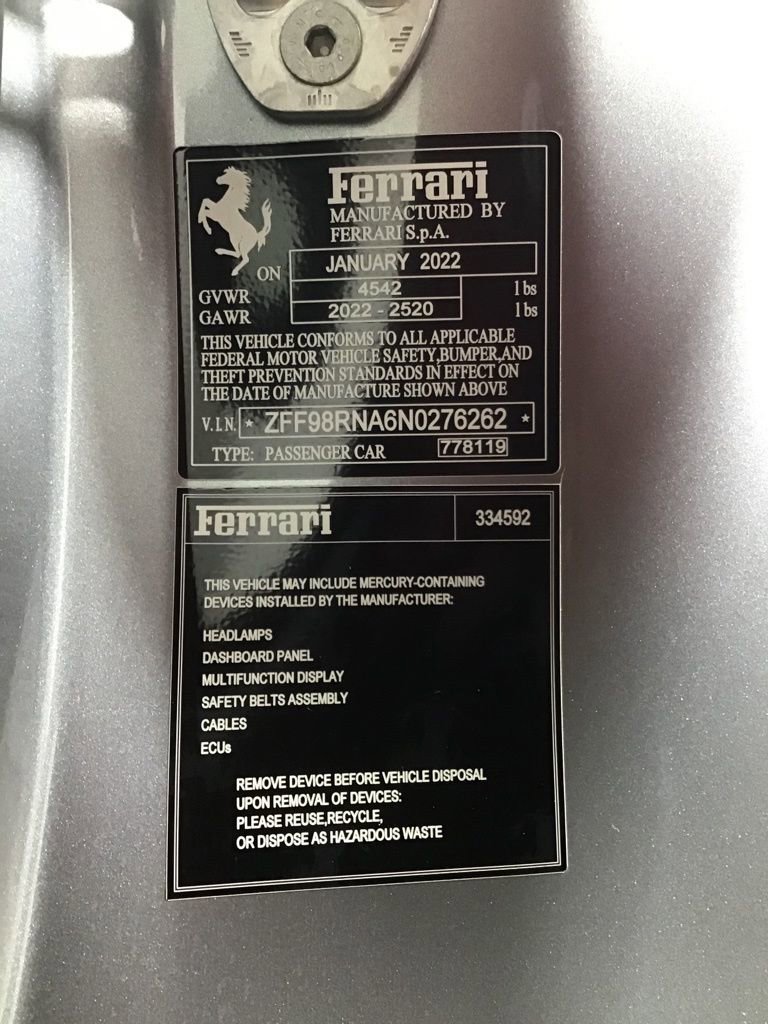 Ferrari
MANUFACTURED BY
FERRARI S.p.A.
ON JANUARY 2022
GVWR 4542 lbs
GAWR 2022 - 2520 lbs
THIS VEHICLE CONFORMS TO ALL APPLICABLE
FEDERAL MOTOR VEHICLE SAFETY,BUMPER,AND
THEFT PREVENTION STANDARDS IN EFFECT ON
THE DATE OF MANUFACTURE SHOWN ABOVE
V.I.N. * ZFF98RNA6N0276262 *
TYPE: PASSENGER CAR 778119
Ferrari 334592
THIS VEHICLE MAY INCLUDE MERCURY-CONTAINING
DEVICES INSTALLED BY THE MANUFACTURER:
HEADLAMPS
DASHBOARD PANEL
MULTIFUNCTION DISPLAY
SAFETY BELTS ASSEMBLY
CABLES
ECUs
REMOVE DEVICE BEFORE VEHICLE DISPOSAL
UPON REMOVAL OF DEVICES:
PLEASE REUSE,RECYCLE,
OR DISPOSE AS HAZARDOUS WASTE